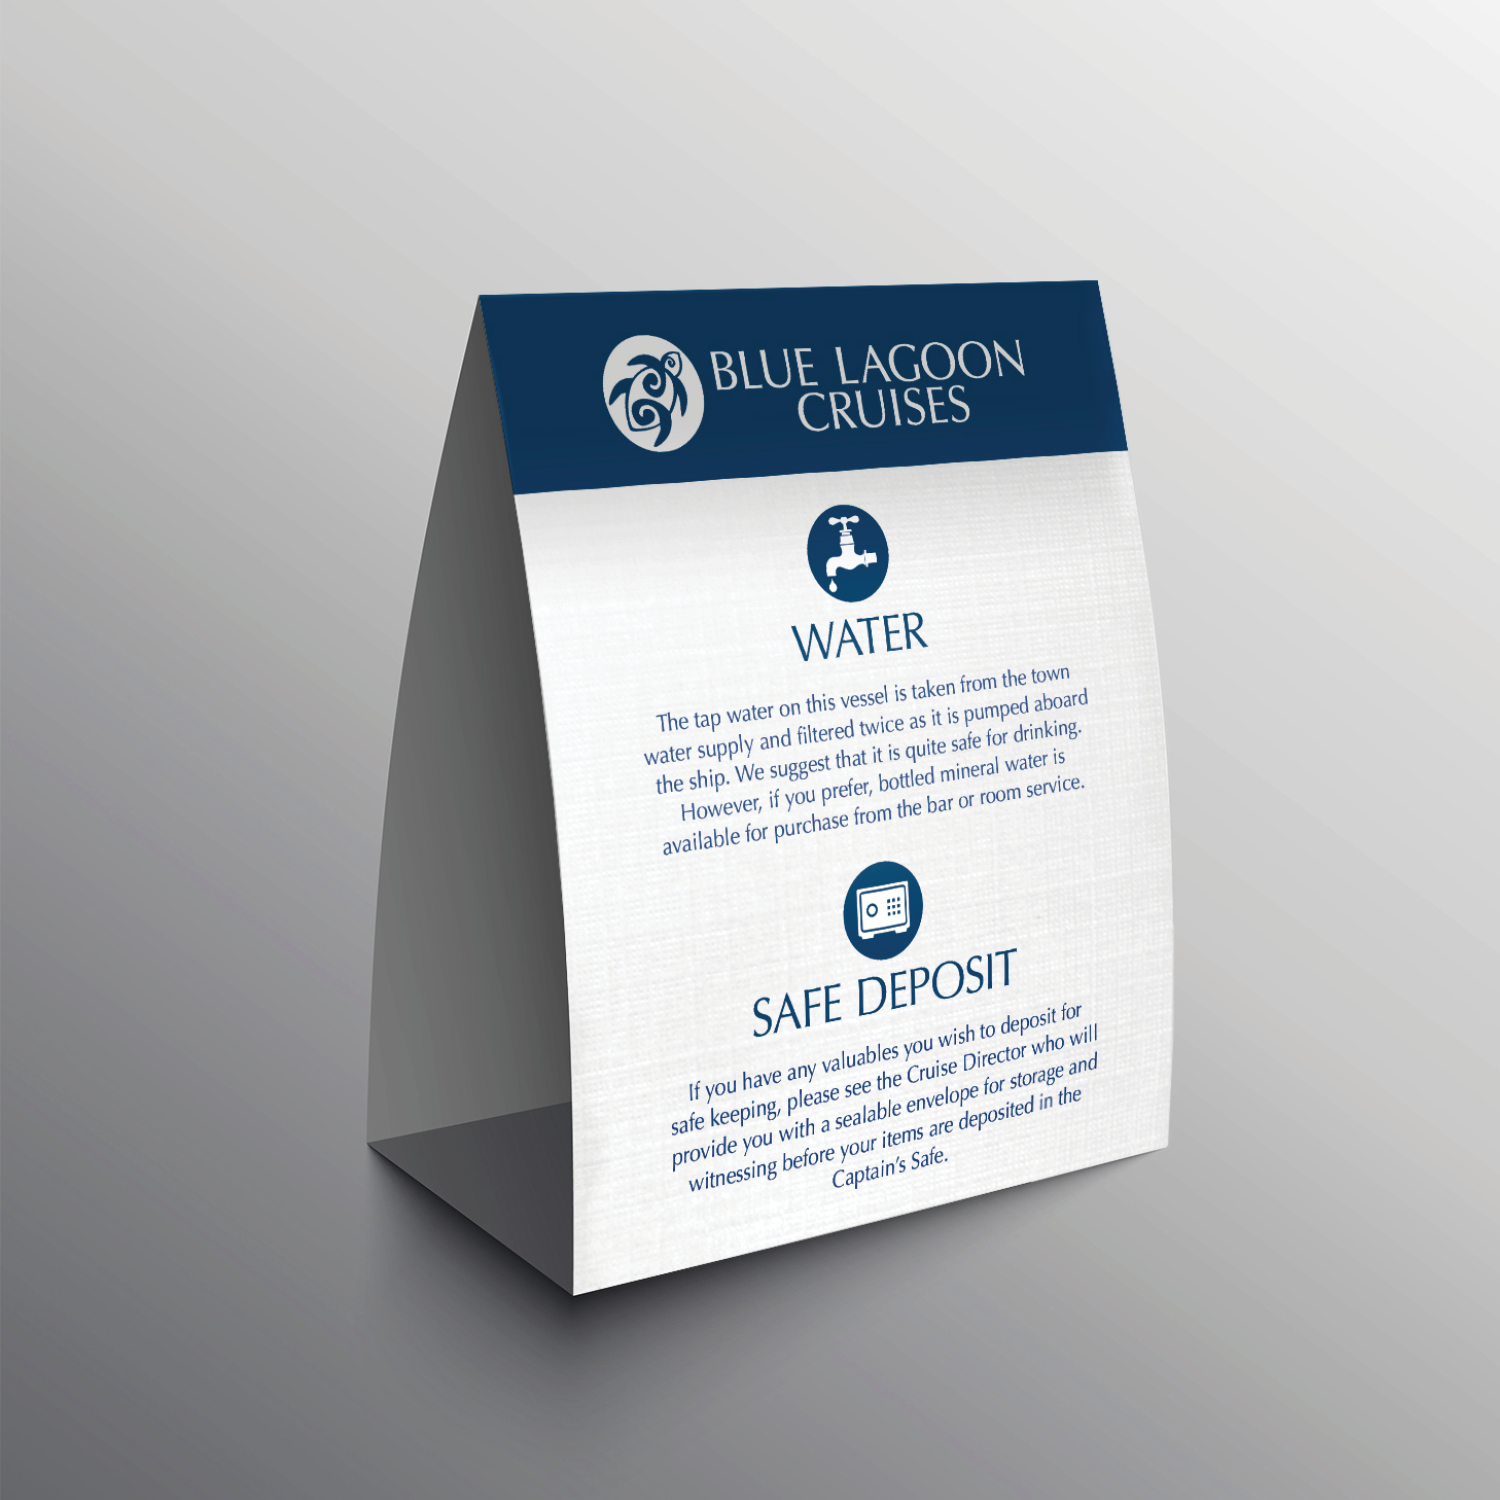 BLUE LAGOON
CRUISES
WATER
The tap water on this vessel is taken from the town
water supply and filtered twice as it is pumped aboard
the ship. We suggest that it is quite safe for drinking.
However, if you prefer, bottled mineral water is
available for purchase from the bar or room service.
SAFE DEPOSIT
If you have any valuables you wish to deposit for
safe keeping, please see the Cruise Director who will
provide you with a sealable envelope for storage and
witnessing before your items are deposited in the
Captain's Safe.